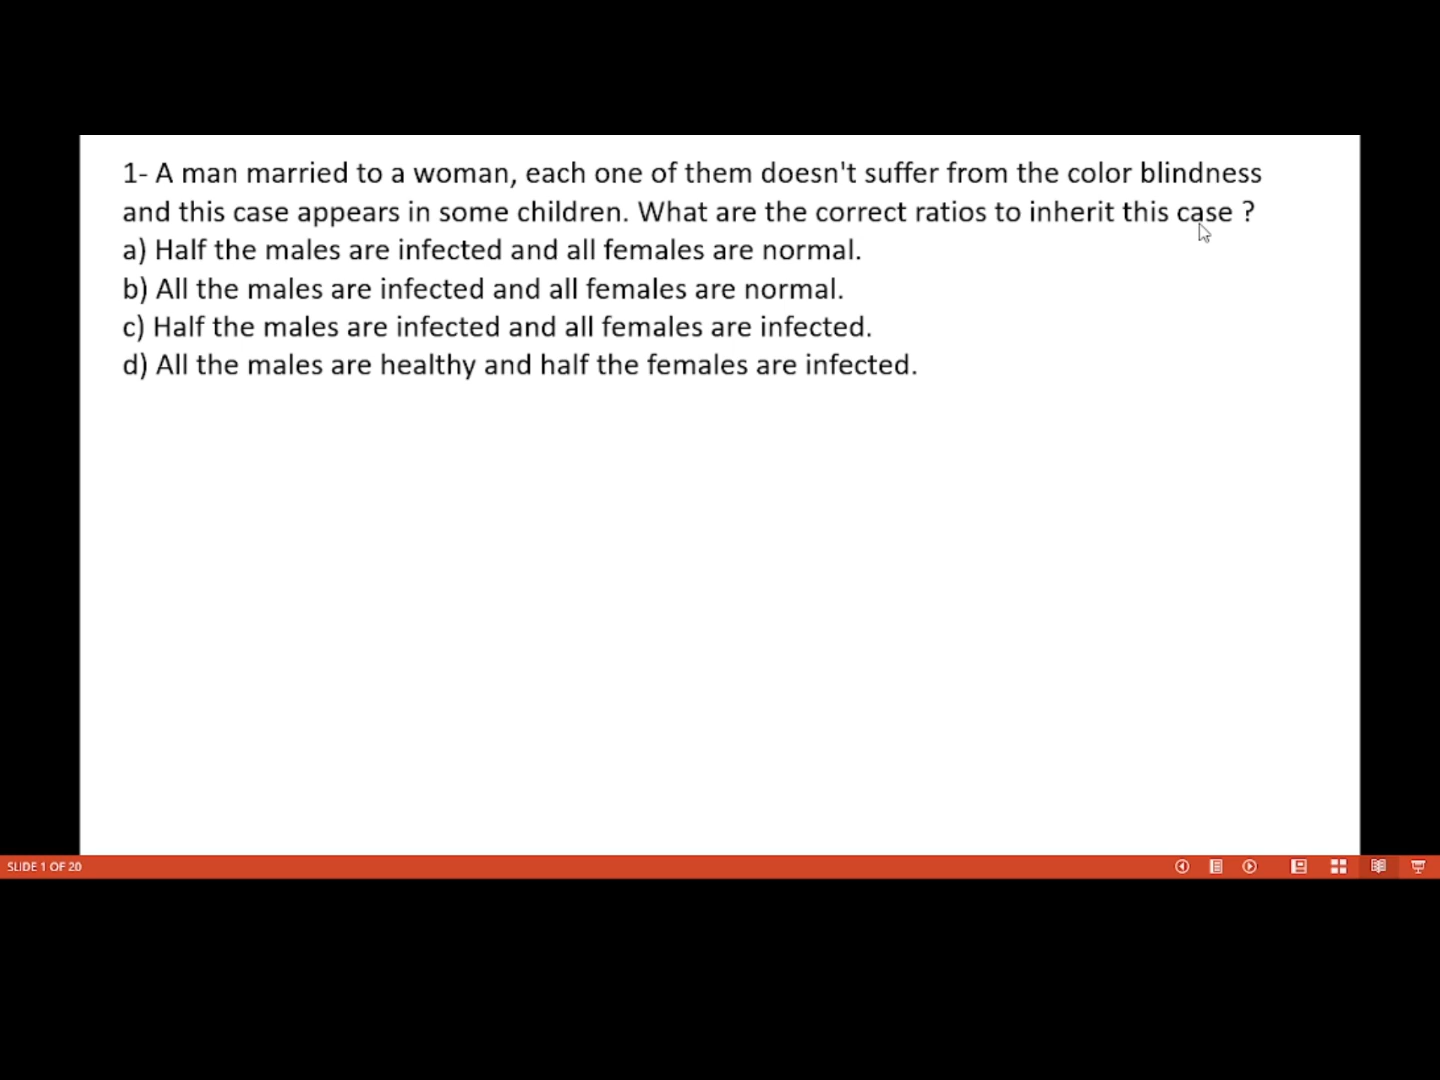 1- A man married to a woman, each one of them doesn't suffer from the color blindness
and this case appears in some children. What are the correct ratios to inherit this case ?
a) Half the males are infected and all females are normal.
b) All the males are infected and all females are normal.
c) Half the males are infected and all females are infected.
d) All the males are healthy and half the females are infected.
SLIDE 1 OF 20